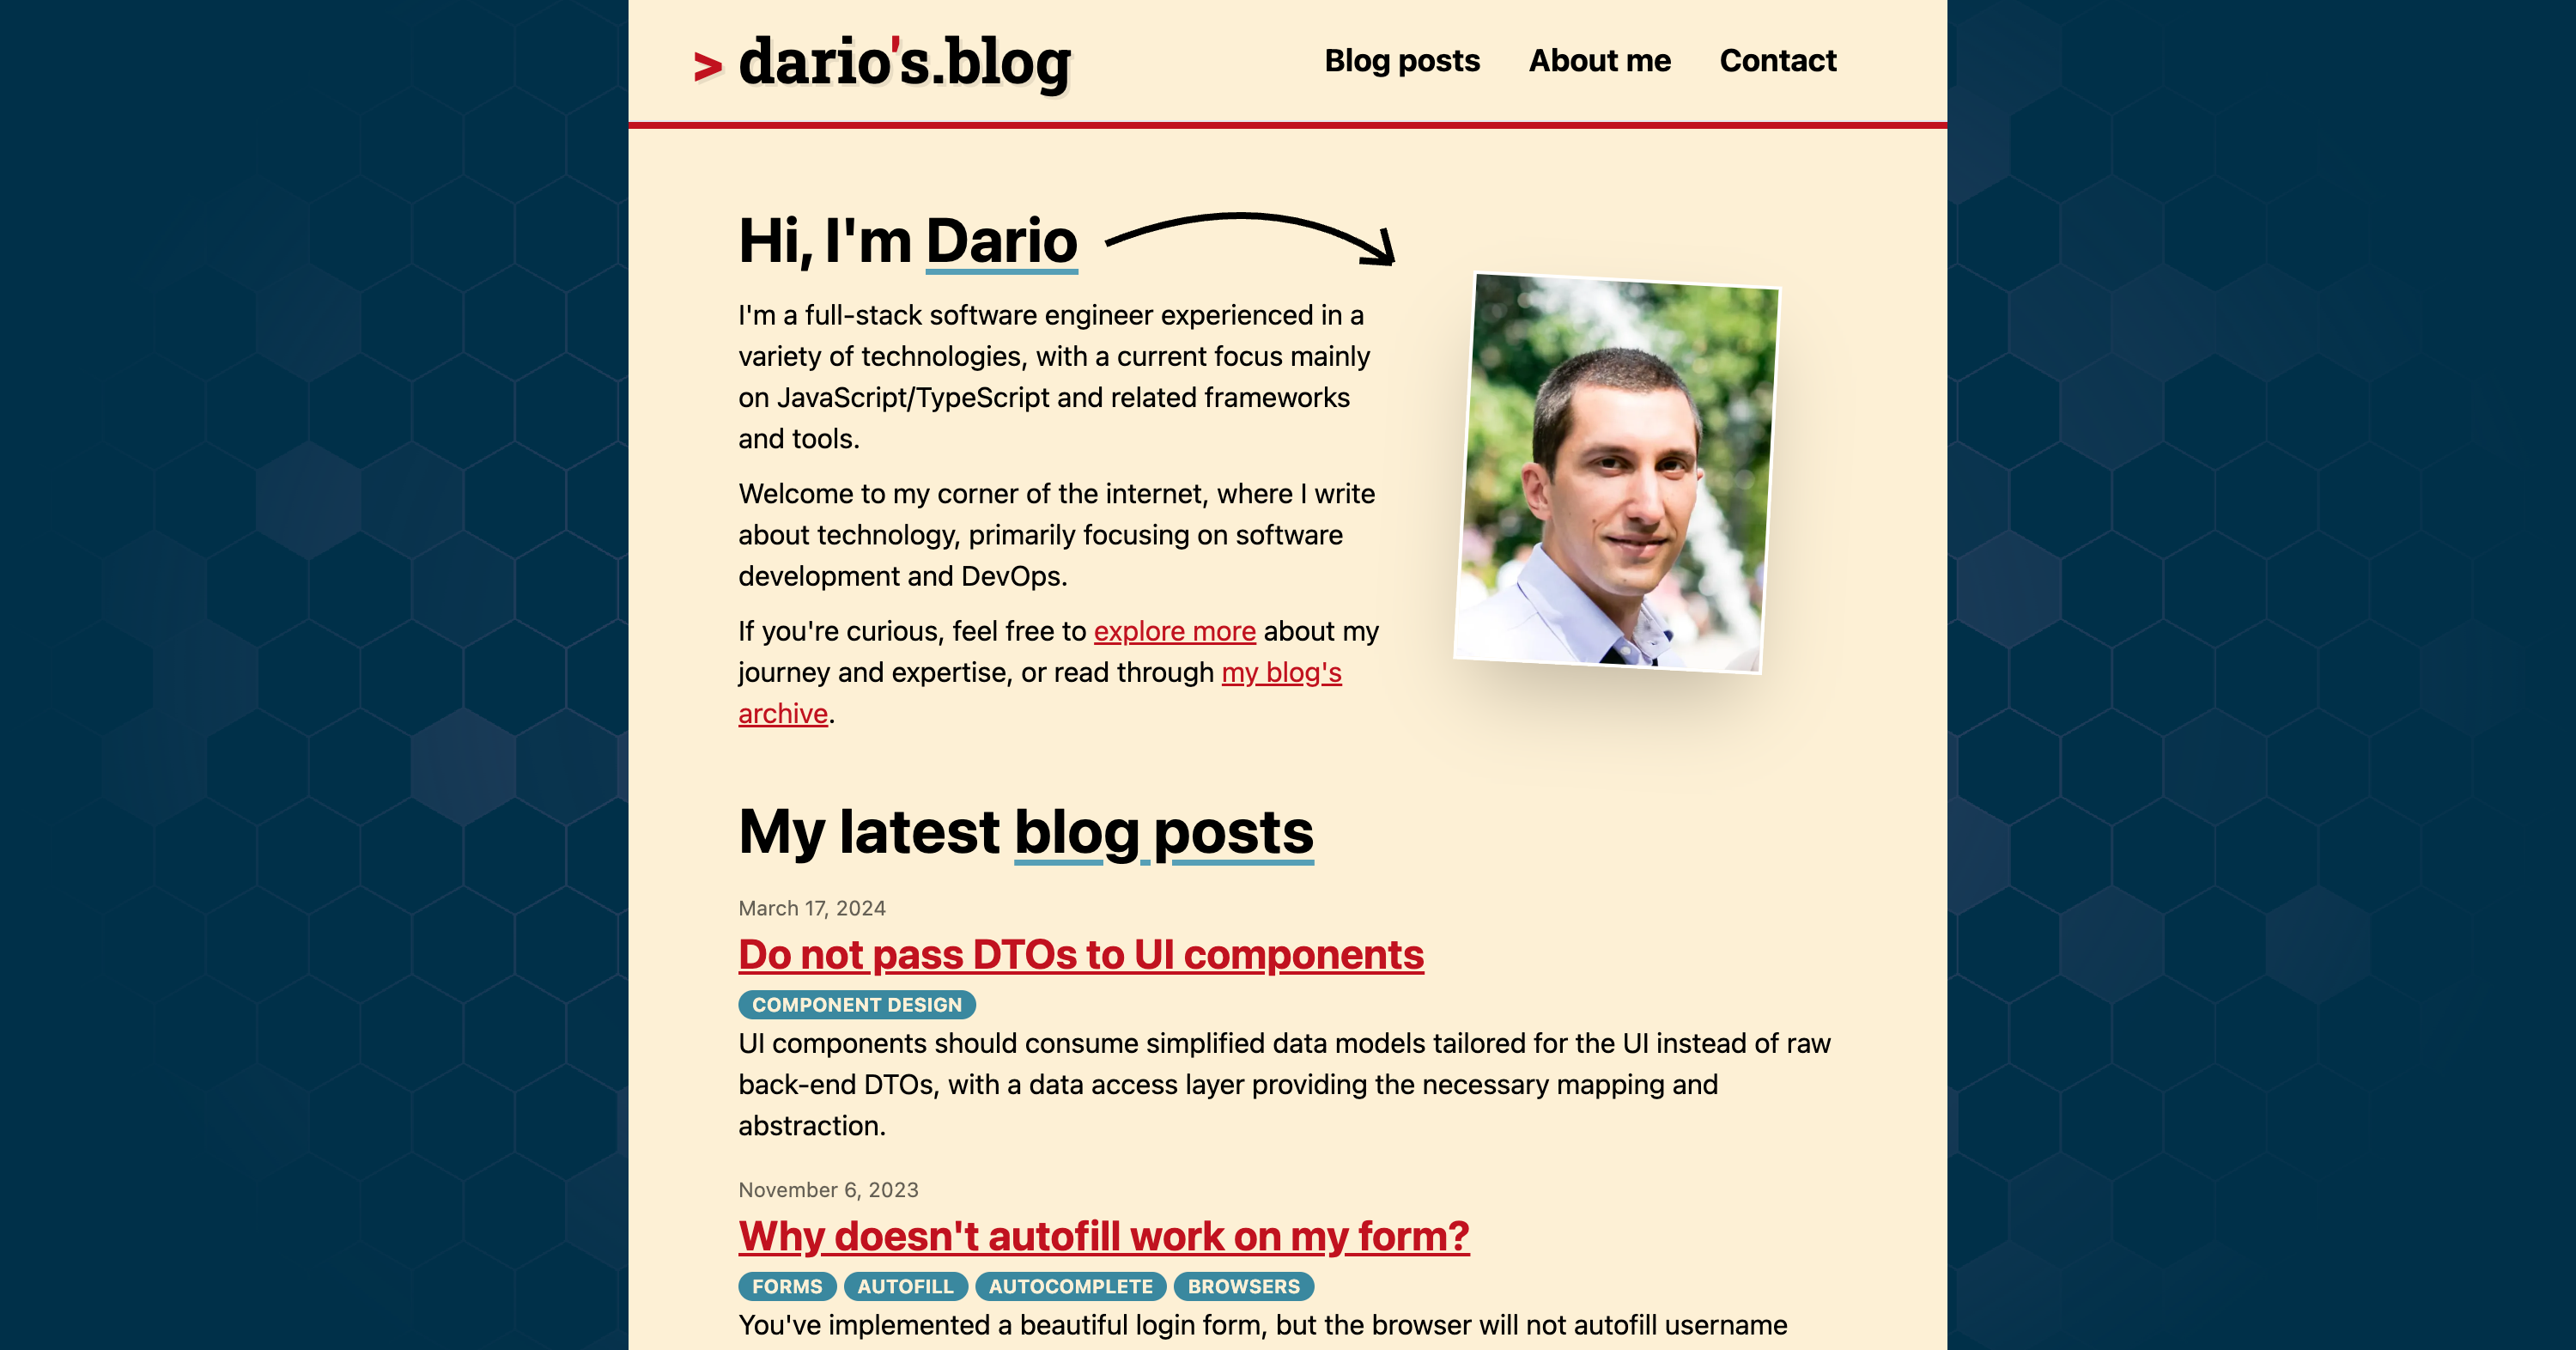 > dario's.blog
Blog posts
About me
Contact
Hi, I'm Dario
I'm a full-stack software engineer experienced in a
variety of technologies, with a current focus mainly
on JavaScript/TypeScript and related frameworks
and tools.
Welcome to my corner of the internet, where I write
about technology, primarily focusing on software
development and DevOps.
If you're curious, feel free to explore more about my
journey and expertise, or read through my blog's
archive.
My latest blog posts
March 17, 2024
Do not pass DTOs to UI components
COMPONENT DESIGN
UI components should consume simplified data models tailored for the UI instead of raw
back-end DTOs, with a data access layer providing the necessary mapping and
abstraction.
November 6, 2023
Why doesn't autofill work on my form?
FORMS AUTOFILL AUTOCOMPLETE BROWSERS
You've implemented a beautiful login form, but the browser will not autofill username